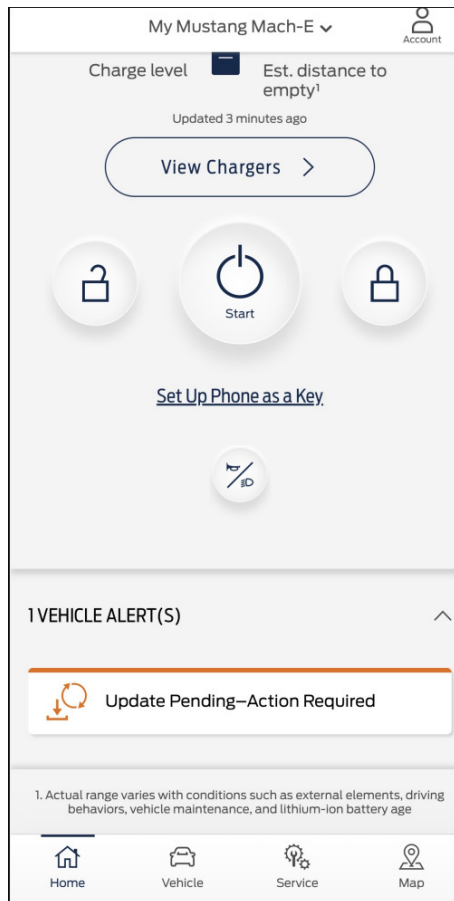 My Mustang Mach-E
Account
Charge level
Est. distance to
empty¹
Updated 3 minutes ago
View Chargers
Start
Set Up Phone as a Key
1 VEHICLE ALERT(S)
Update Pending–Action Required
1. Actual range varies with conditions such as external elements, driving
behaviors, vehicle maintenance, and lithium-ion battery age
Home
Vehicle
Service
Map